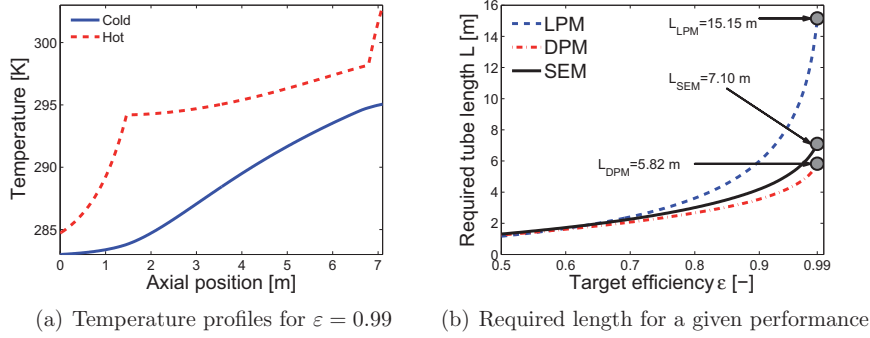 Cold
Hot
303
300
295
290
285
283
0
1
2
3
4
5
6
7
Temperature [K]
Axial position [m]
(a) Temperature profiles for ε = 0.99
LPM
DPM
SEM
L_LPM=15.15 m
L_SEM=7.10 m
L_DPM=5.82 m
16
14
12
10
8
6
4
2
0
0.5
0.6
0.7
0.8
0.9
0.99
Required tube length L [m]
Target efficiency ε [−]
(b) Required length for a given performance